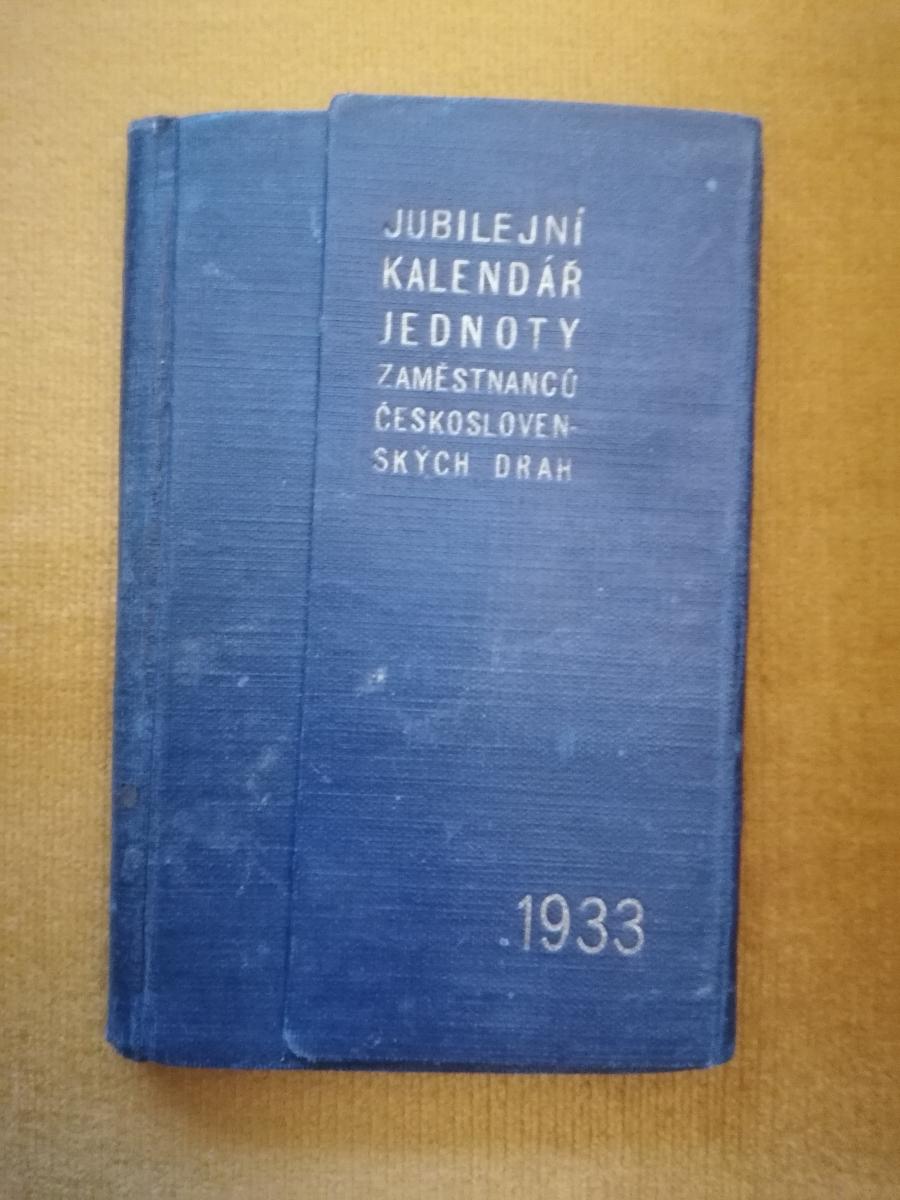 JUBILEJNÍ
KALENDÁŘ
JEDNOTY
ZAMĚSTNANCŮ
ČESKOSLOVEN-
SKÝCH DRAH
1933